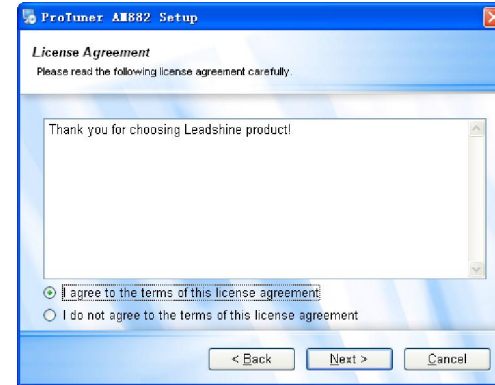 ProTuner AM882 Setup
License Agreement
Please read the following license agreement carefully.
Thank you for choosing Leadshine product!
I agree to the terms of this license agreement
I do not agree to the terms of this license agreement
< Back Next > Cancel